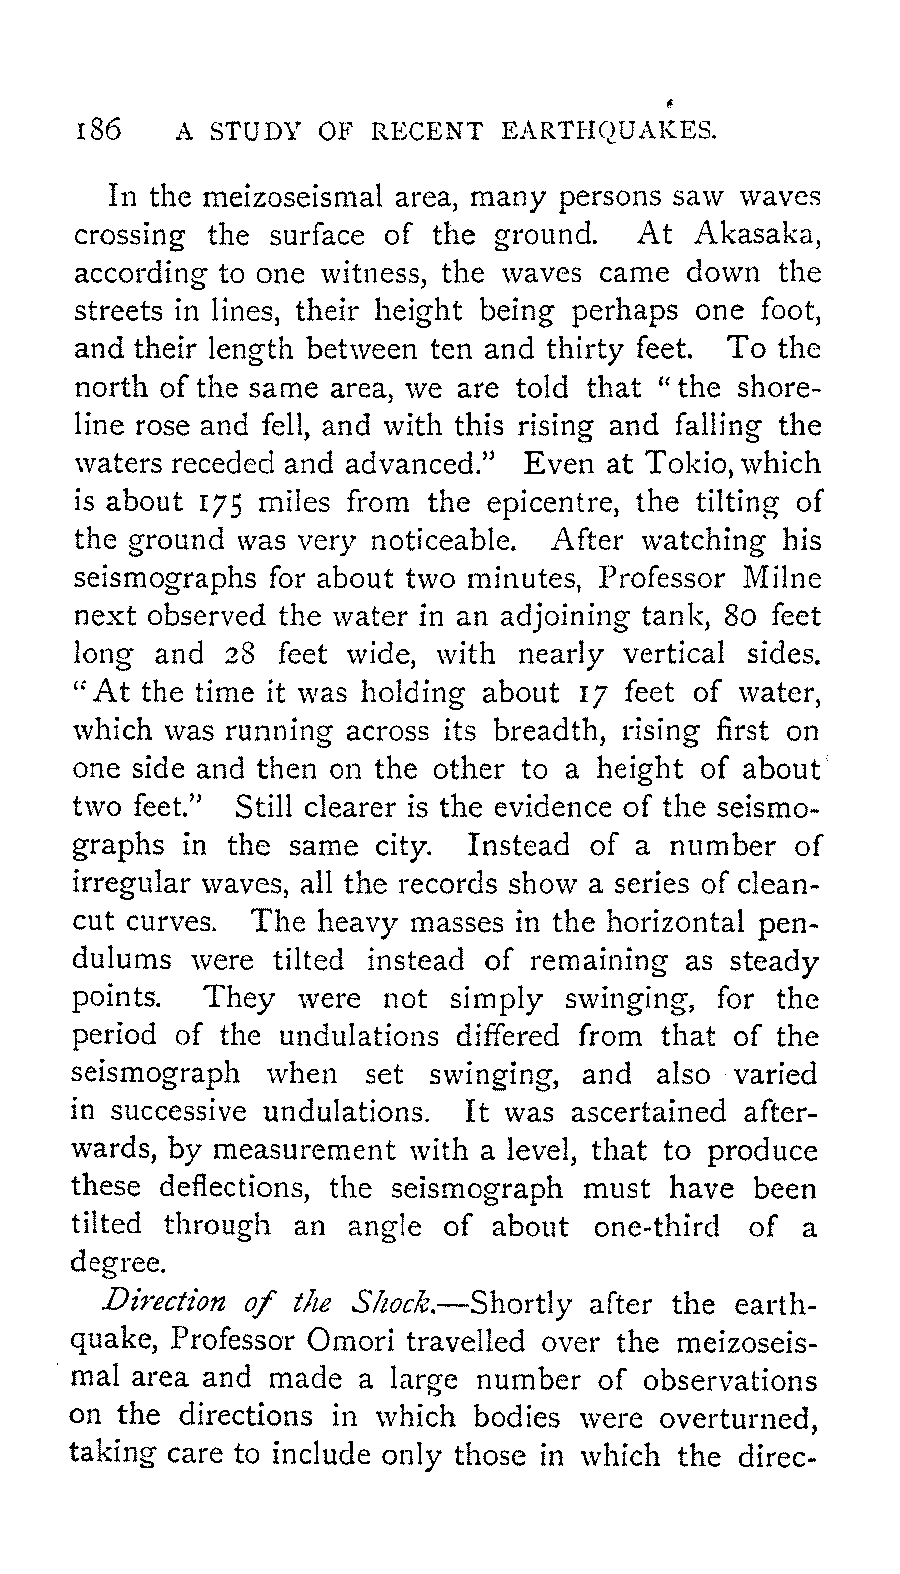 186 A STUDY OF RECENT EARTHQUAKES.
In the meizoseismal area, many persons saw waves
crossing the surface of the ground. At Akasaka,
according to one witness, the waves came down the
streets in lines, their height being perhaps one foot,
and their length between ten and thirty feet. To the
north of the same area, we are told that "the shore-
line rose and fell, and with this rising and falling the
waters receded and advanced." Even at Tokio, which
is about 175 miles from the epicentre, the tilting of
the ground was very noticeable. After watching his
seismographs for about two minutes, Professor Milne
next observed the water in an adjoining tank, 80 feet
long and 28 feet wide, with nearly vertical sides.
"At the time it was holding about 17 feet of water,
which was running across its breadth, rising first on
one side and then on the other to a height of about
two feet." Still clearer is the evidence of the seismo-
graphs in the same city. Instead of a number of
irregular waves, all the records show a series of clean-
cut curves. The heavy masses in the horizontal pen-
dulums were tilted instead of remaining as steady
points. They were not simply swinging, for the
period of the undulations differed from that of the
seismograph when set swinging, and also varied
in successive undulations. It was ascertained after-
wards, by measurement with a level, that to produce
these deflections, the seismograph must have been
tilted through an angle of about one-third of a
degree.
Direction of the Shock.—Shortly after the earth-
quake, Professor Omori travelled over the meizoseis-
mal area and made a large number of observations
on the directions in which bodies were overturned,
taking care to include only those in which the direc-